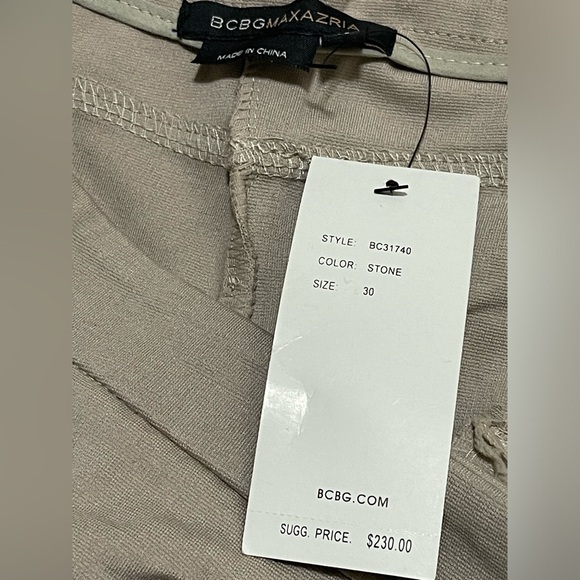 BCBGMAXAZRIA
MADE IN CHINA
STYLE: BC31740
COLOR: STONE
SIZE: 30
BCBG.COM
SUGG. PRICE. $230.00